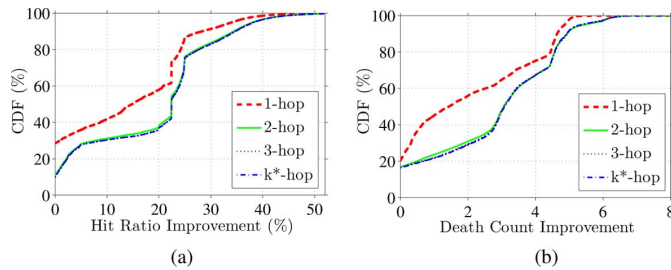 100
80
60
40
20
0
CDF (%)
1-hop
2-hop
3-hop
k*-hop
0 10 20 30 40 50
Hit Ratio Improvement (%)
(a)
100
80
60
40
20
0
CDF (%)
1-hop
2-hop
3-hop
k*-hop
0 2 4 6 8
Death Count Improvement
(b)